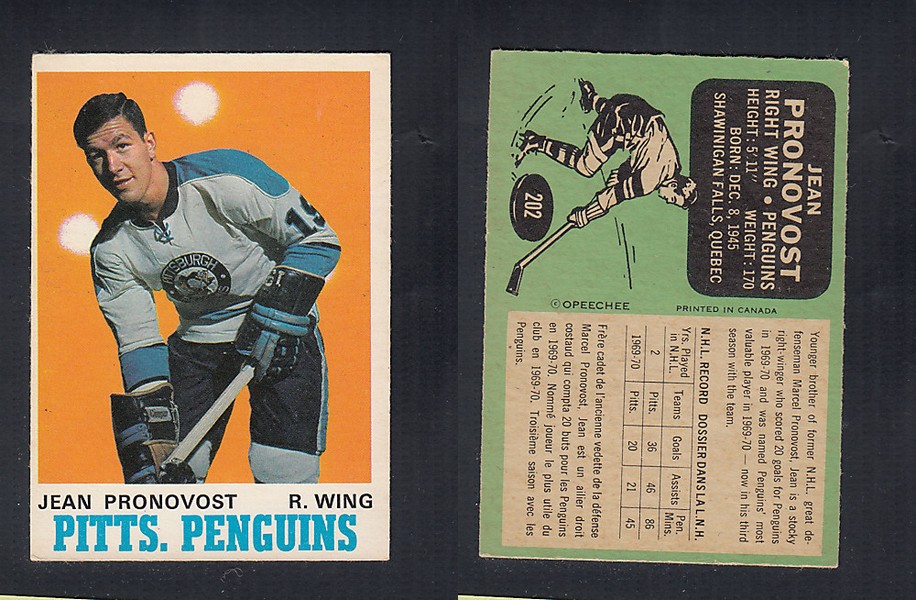 19
PITTSBURGH
19
JEAN PRONOVOST R. WING
PITTS. PENGUINS
JEAN
PRONOVOST
RIGHT WING • PENGUINS
HEIGHT: 5' 11" WEIGHT: 170
BORN: DEC. 8, 1945
SHAWINIGAN FALLS, QUEBEC
202
© OPEECHEE PRINTED IN CANADA
Younger brother of former N.H.L. great de-
fenseman Marcel Pronovost, Jean is a stocky
right-winger who scored 20 goals for Penguins
in 1969-70 and was named Penguins' most
valuable player in 1969-70 — now in his third
season with the team.
N.H.L. RECORD DOSSIER DANS LA L.N.H.
Yrs. Played in N.H.L. Teams Goals Assists Pen. Mins.
2 Pitts. 36 46 86
1969-70 Pitts. 20 21 45
Frère cadet de l'ancienne vedette de la défense
Marcel Pronovost, Jean est un ailier droit
costaud qui compta 20 buts pour les Penguins
en 1969-70. Nommé joueur le plus utile du
club en 1969-70. Troisième saison avec les
Penguins.